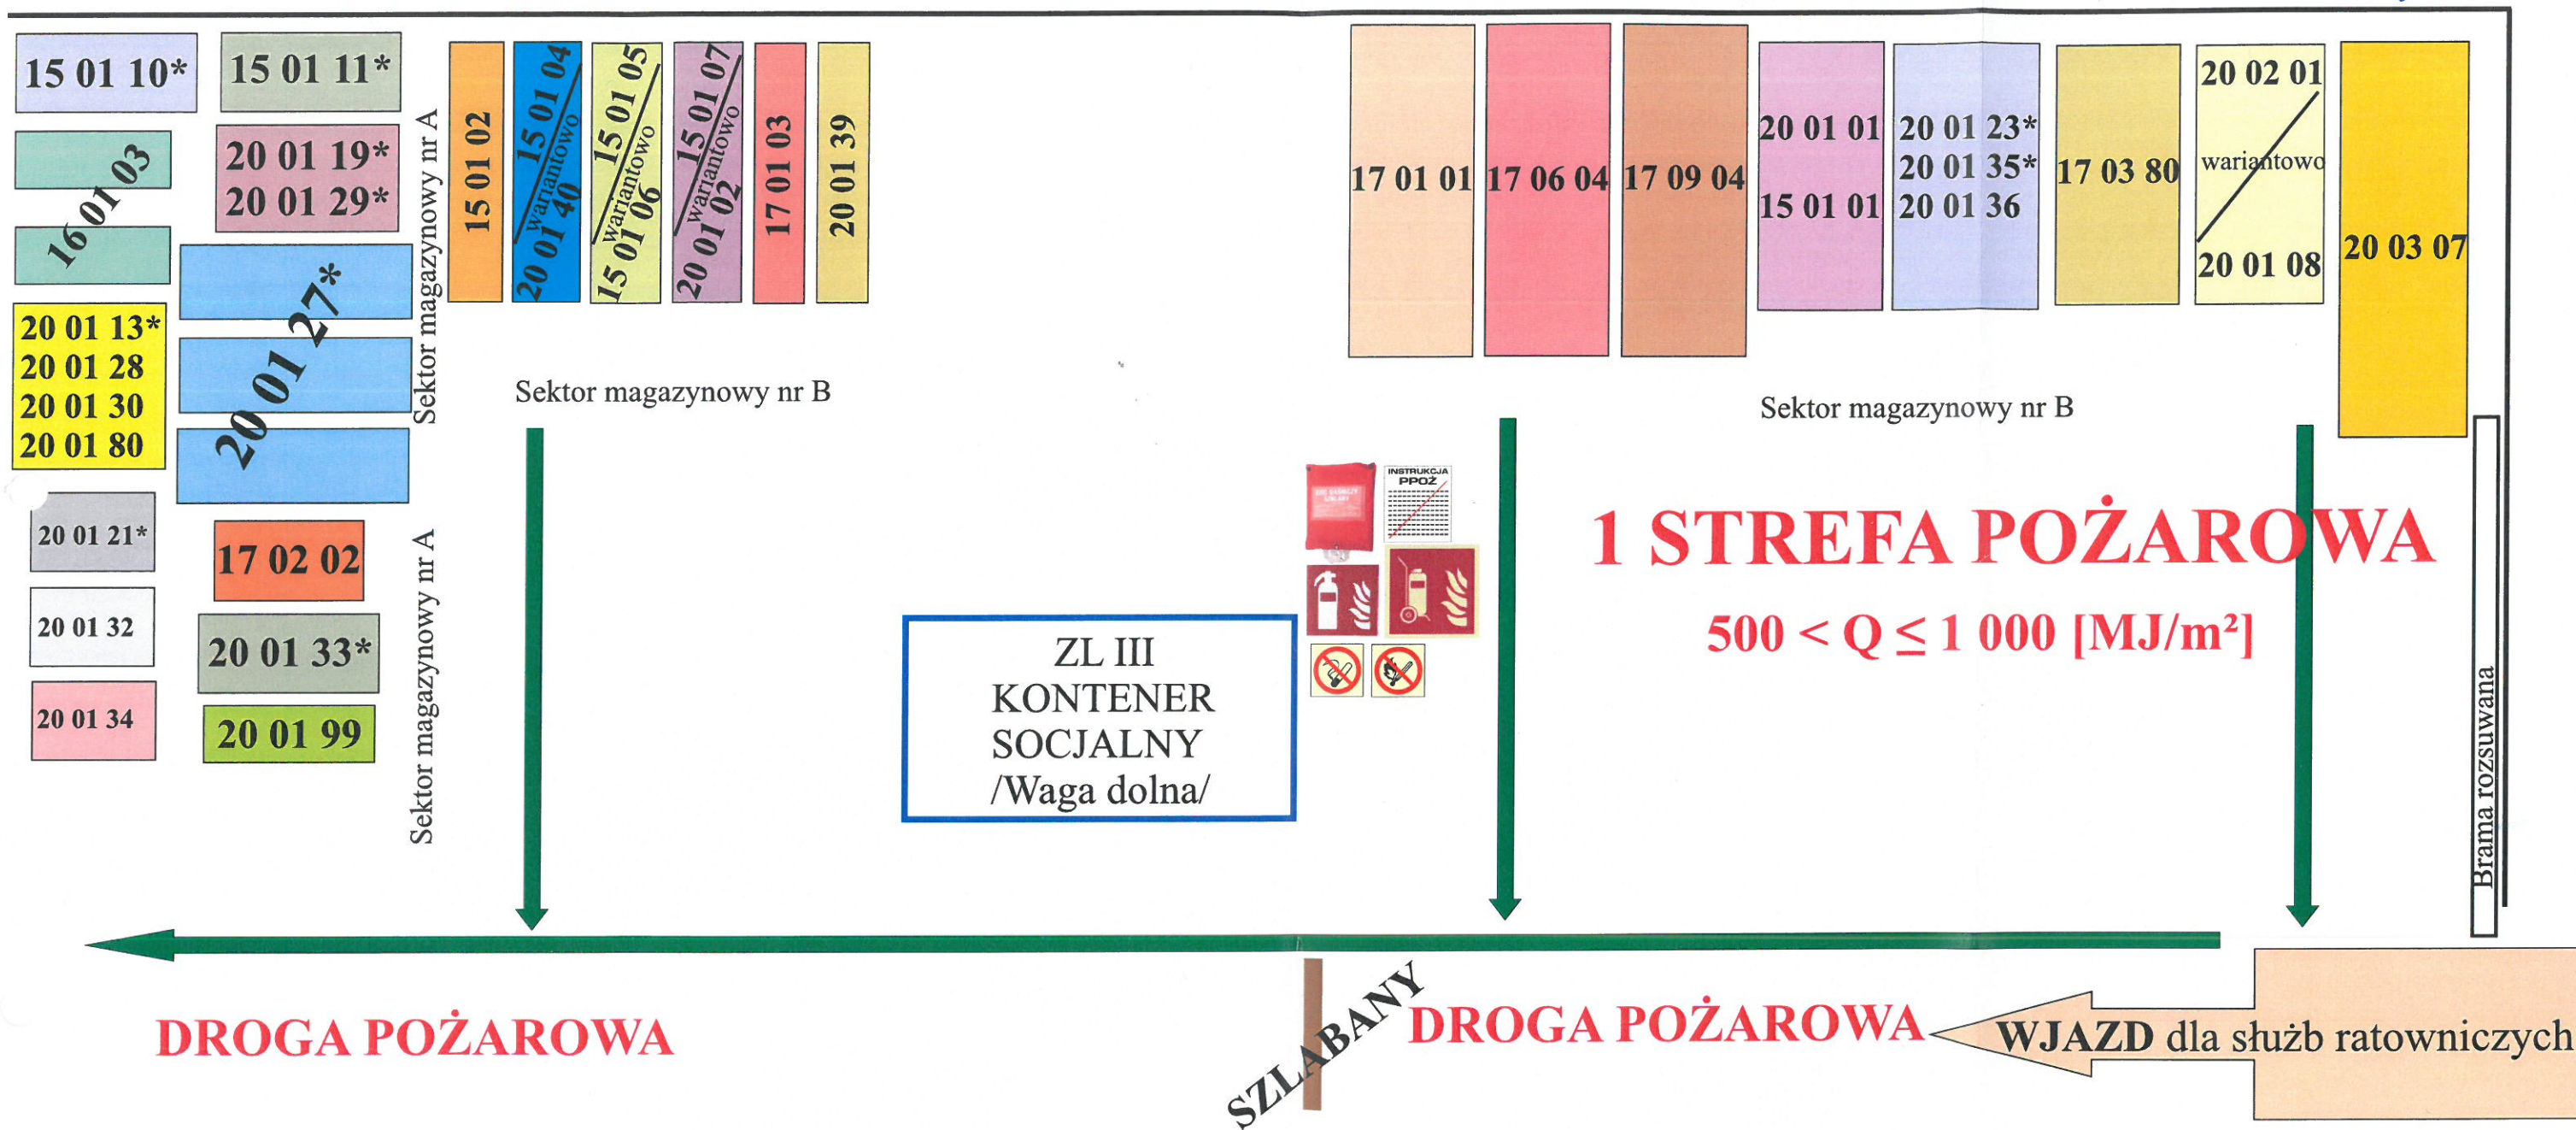 15 01 10*
15 01 11*
16 01 03
20 01 19*
20 01 29*
20 01 27*
20 01 13*
20 01 28
20 01 30
20 01 80
20 01 21*
20 01 32
20 01 34
17 02 02
20 01 33*
20 01 99
Sektor magazynowy nr A
Sektor magazynowy nr A
15 01 02
15 01 04
wariantowo
20 01 40
15 01 05
wariantowo
15 01 06
15 01 07
wariantowo
20 01 02
17 01 03
20 01 39
Sektor magazynowy nr B
17 01 01
17 06 04
17 09 04
20 01 01
15 01 01
20 01 23*
20 01 35*
20 01 36
17 03 80
20 02 01
wariantowo
20 01 08
20 03 07
Sektor magazynowy nr B
INSTRUKCJA
PPOŻ
1 STREFA POŻAROWA
500 < Q ≤ 1 000 [MJ/m²]
ZL III
KONTENER
SOCJALNY
/Waga dolna/
Brama rozsuwana
DROGA POŻAROWA
SZLABANY
DROGA POŻAROWA
WJAZD dla służb ratowniczych